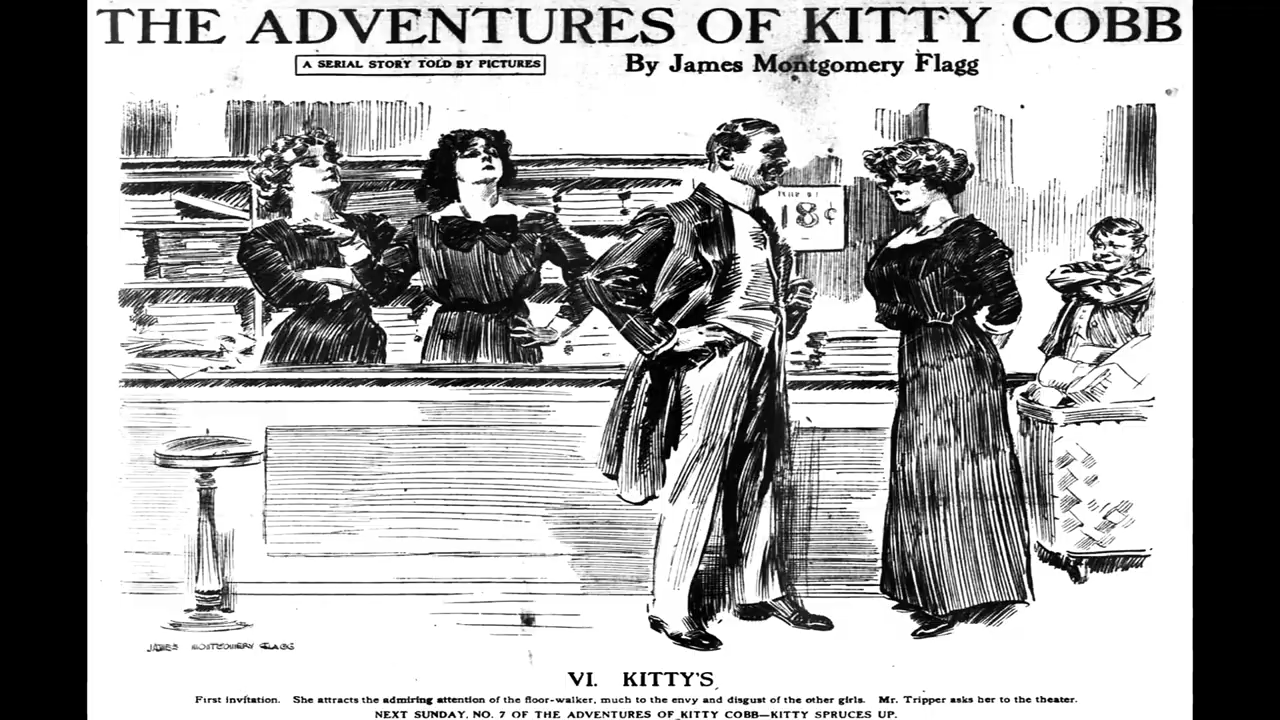 THE ADVENTURES OF KITTY COBB
A SERIAL STORY TOLD BY PICTURES
By James Montgomery Flagg
18¢
JAMES MONTGOMERY FLAGG
VI. KITTY'S
First invitation. She attracts the admiring attention of the floor-walker, much to the envy and disgust of the other girls. Mr. Tripper asks her to the theater.
NEXT SUNDAY, NO. 7 OF THE ADVENTURES OF KITTY COBB—KITTY SPRUCES UP.